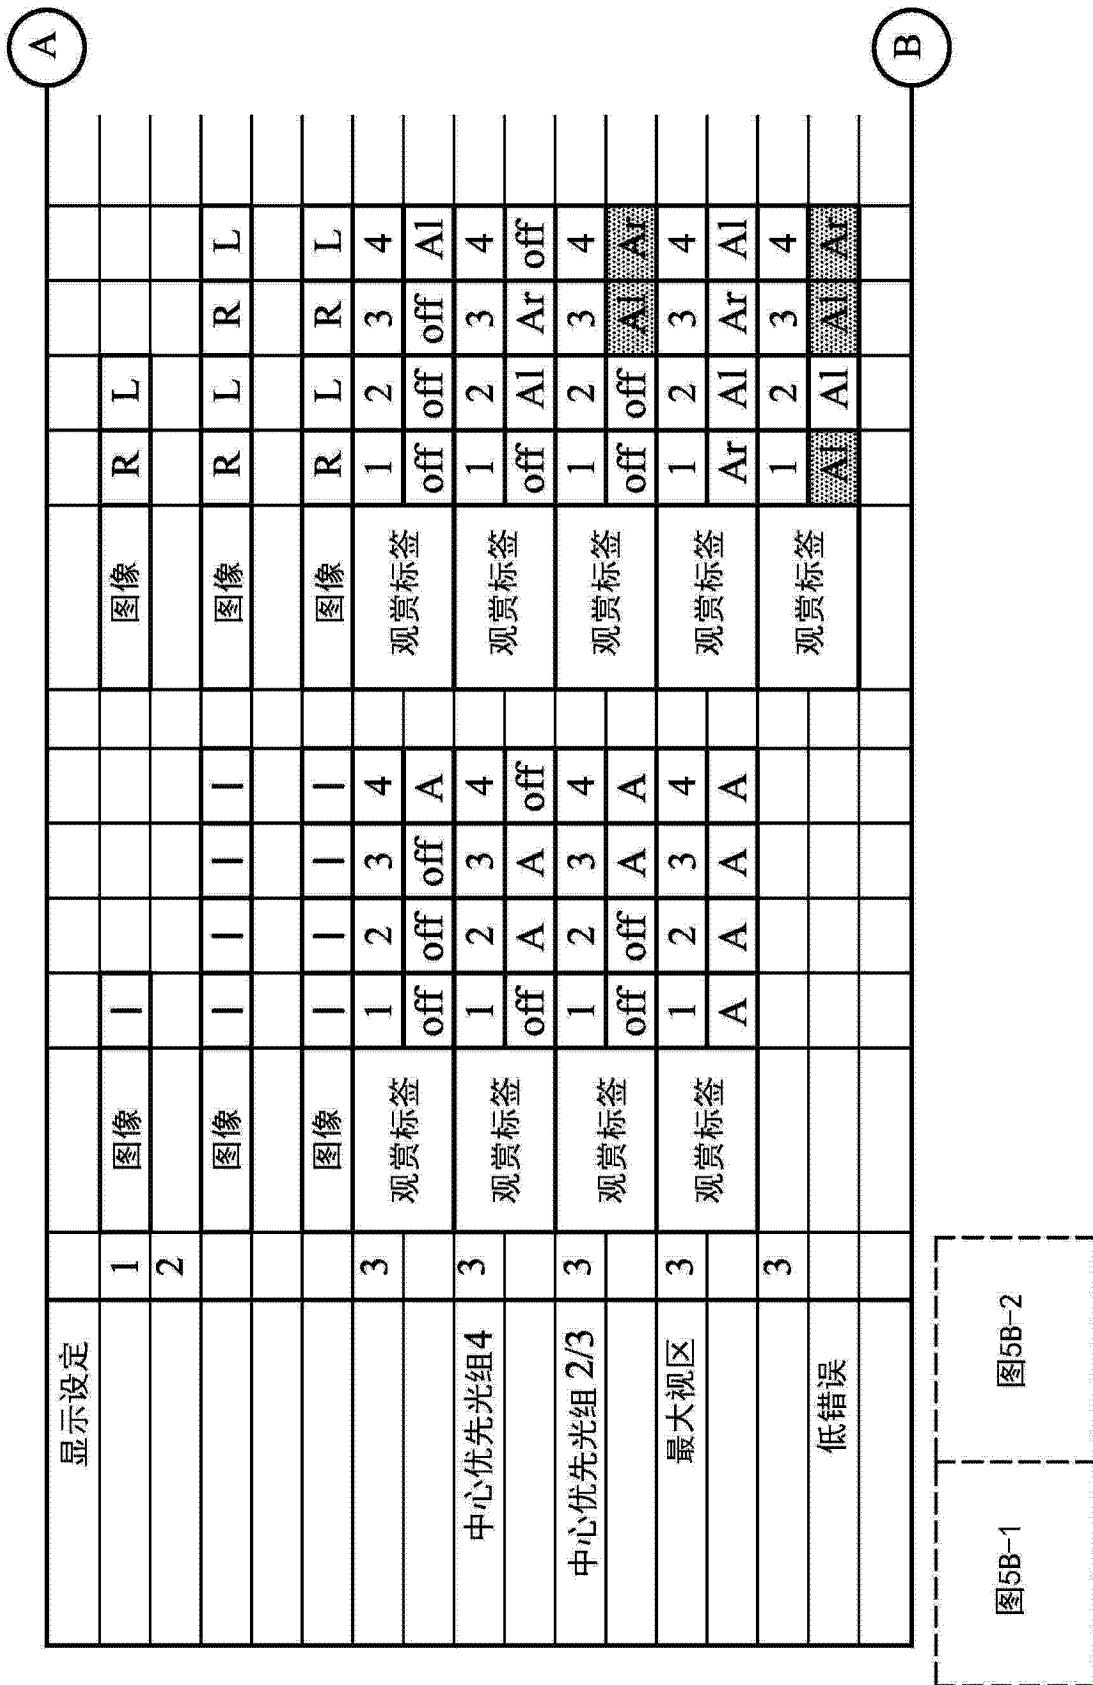 A
显示设定
1 图像 I 图像 R L
2
图像 I I I I 图像 R L R L
图像 I I I I 图像 R L R L
3 观赏标签 1 2 3 4 观赏标签 1 2 3 4
off off off A off off off Al
中心优先光组4 3 观赏标签 1 2 3 4 观赏标签 1 2 3 4
off A A off off Al Ar off
中心优先光组 2/3 3 观赏标签 1 2 3 4 观赏标签 1 2 3 4
off off A A off off Al Ar
最大视区 3 观赏标签 1 2 3 4 观赏标签 1 2 3 4
A A A A Ar Al Ar Al
3 观赏标签 1 2 3 4
低错误 Al Al Al Ar
B
图5B-1 图5B-2